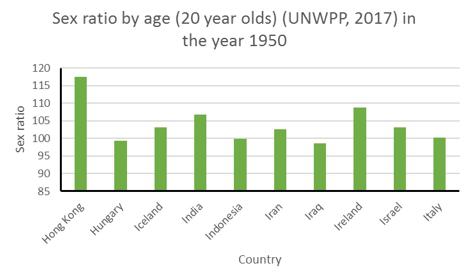 Sex ratio by age (20 year olds) (UNWPP, 2017) in
the year 1950
120
115
110
105
100
95
90
85
Sex ratio
Hong Kong
Hungary
Iceland
India
Indonesia
Iran
Iraq
Ireland
Israel
Italy
Country